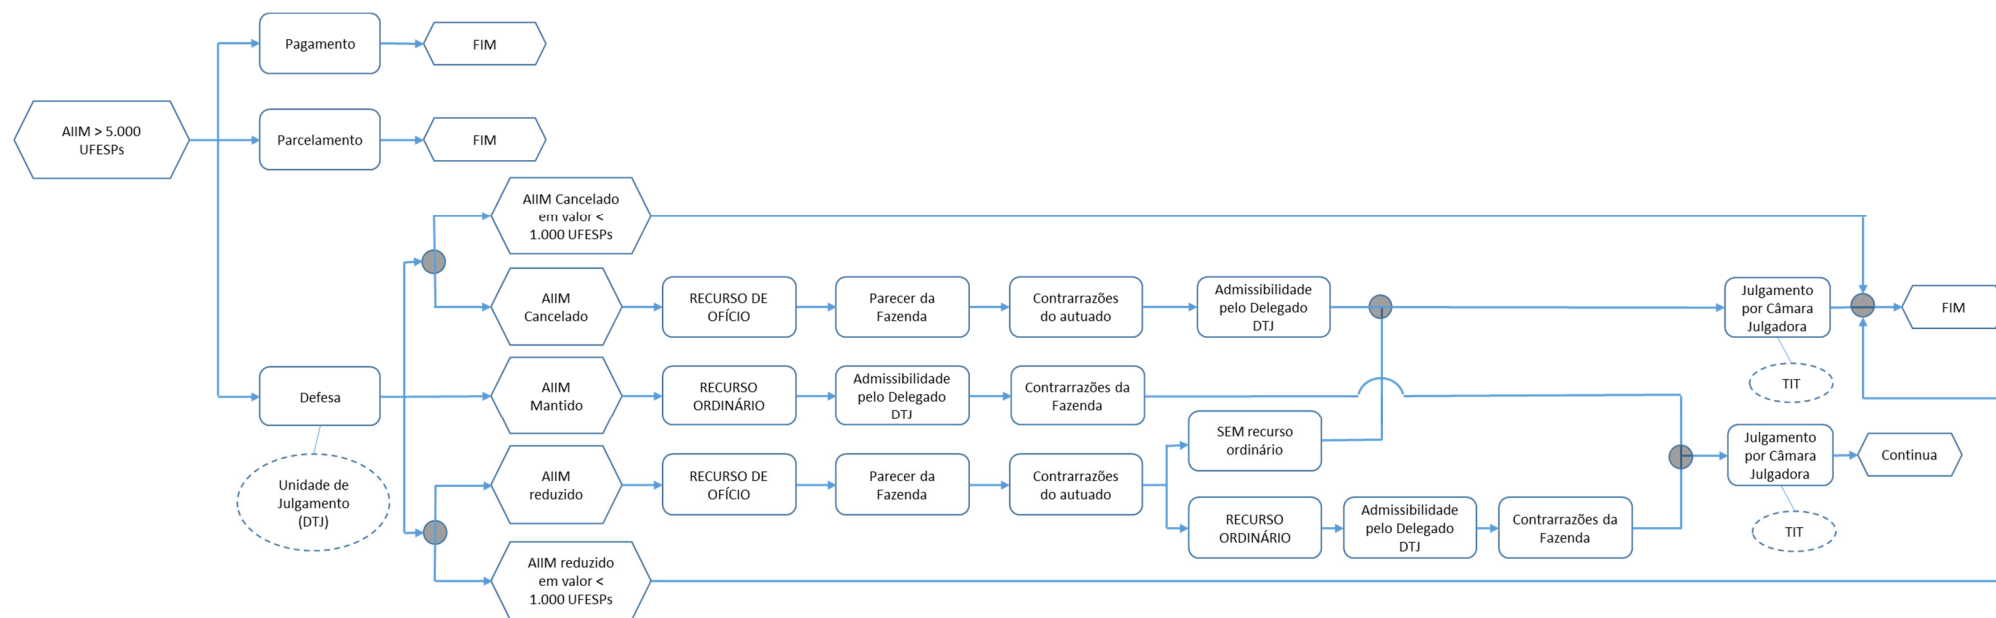 Pagamento
FIM
AIIM > 5.000
UFESPs
Parcelamento
FIM
AIIM Cancelado
em valor <
1.000 UFESPs
AIIM
Cancelado
RECURSO DE
OFÍCIO
Parecer da
Fazenda
Contrarrazões
do autuado
Admissibilidade
pelo Delegado
DTJ
Julgamento
por Câmara
Julgadora
FIM
TIT
Defesa
AIIM
Mantido
RECURSO
ORDINÁRIO
Admissibilidade
pelo Delegado
DTJ
Contrarrazões da
Fazenda
SEM recurso
ordinário
Julgamento
por Câmara
Julgadora
Continua
TIT
Unidade de
Julgamento
(DTJ)
AIIM
reduzido
RECURSO DE
OFÍCIO
Parecer da
Fazenda
Contrarrazões
do autuado
RECURSO
ORDINÁRIO
Admissibilidade
pelo Delegado
DTJ
Contrarrazões da
Fazenda
AIIM reduzido
em valor <
1.000 UFESPs